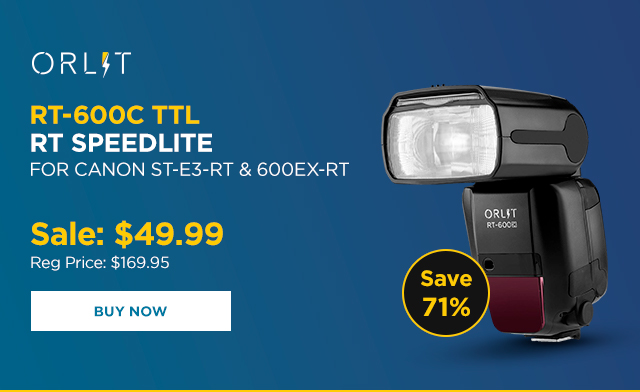 ORLIT
RT-600C TTL
RT SPEEDLITE
FOR CANON ST-E3-RT & 600EX-RT
Sale: $49.99
Reg Price: $169.95
BUY NOW
ORLIT
RT-600C
Save
71%